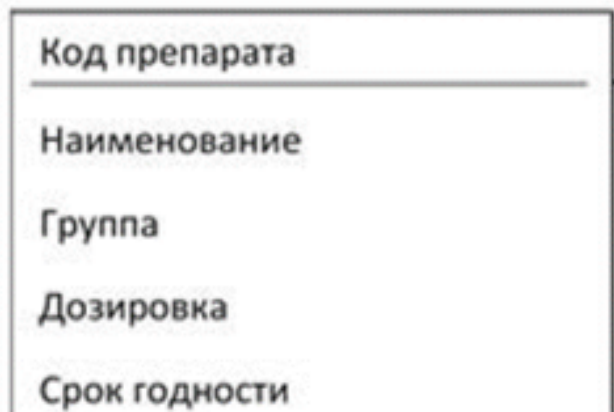 Код препарата
Наименование
Группа
Дозировка
Срок годности